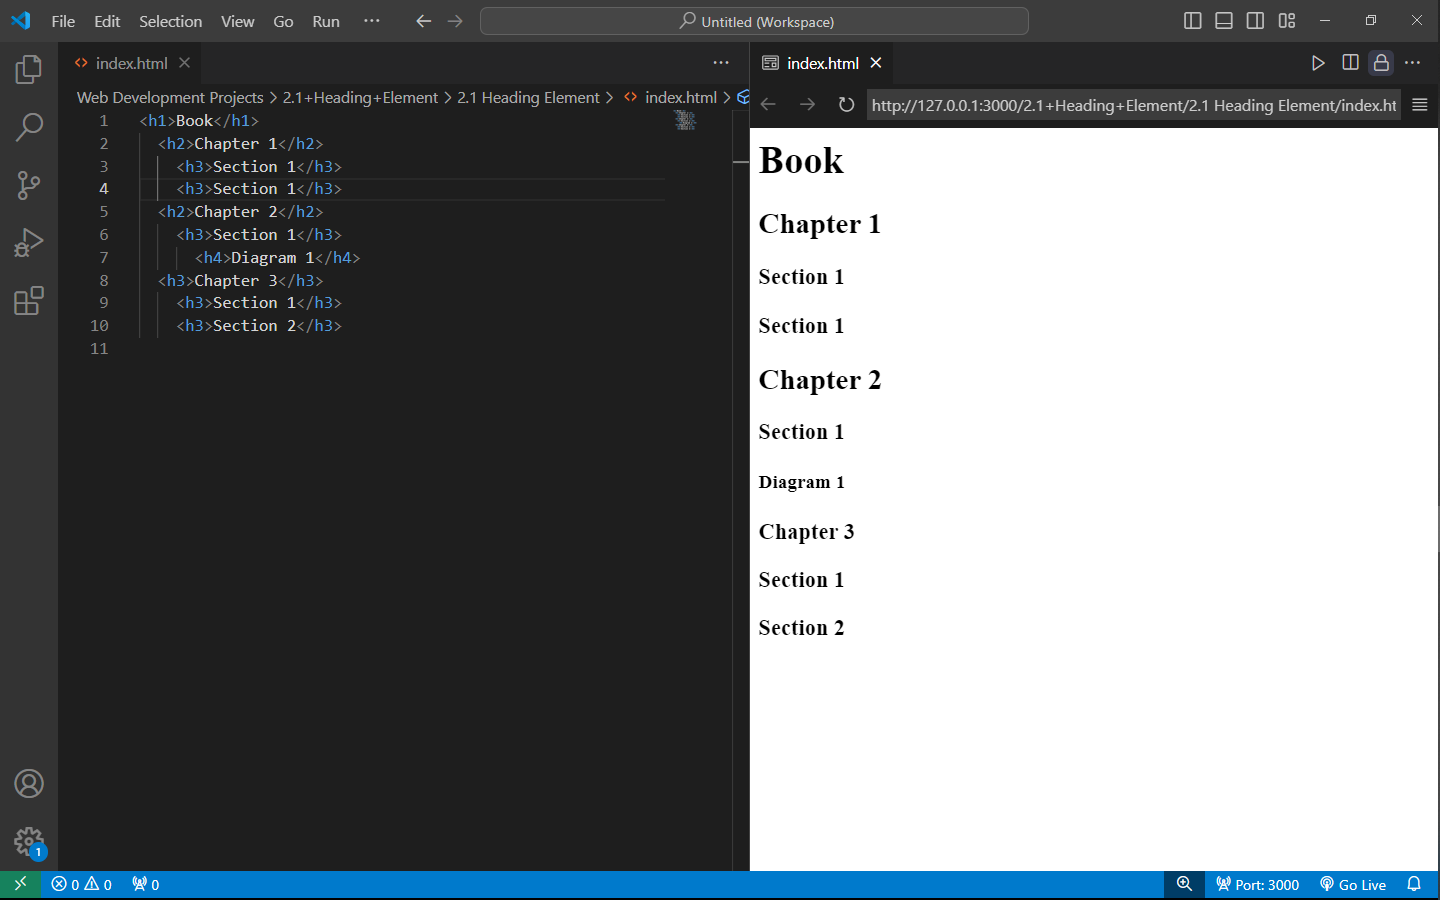 File Edit Selection View Go Run ··· Untitled (Workspace)
index.html
Web Development Projects > 2.1+Heading+Element > 2.1 Heading Element > index.html >
1 <h1>Book</h1>
2 <h2>Chapter 1</h2>
3 <h3>Section 1</h3>
4 <h3>Section 1</h3>
5 <h2>Chapter 2</h2>
6 <h3>Section 1</h3>
7 <h4>Diagram 1</h4>
8 <h3>Chapter 3</h3>
9 <h3>Section 1</h3>
10 <h3>Section 2</h3>
11
index.html
http://127.0.0.1:3000/2.1+Heading+Element/2.1 Heading Element/index.ht
Book
Chapter 1
Section 1
Section 1
Chapter 2
Section 1
Diagram 1
Chapter 3
Section 1
Section 2
1
0 0 0 Port: 3000 Go Live